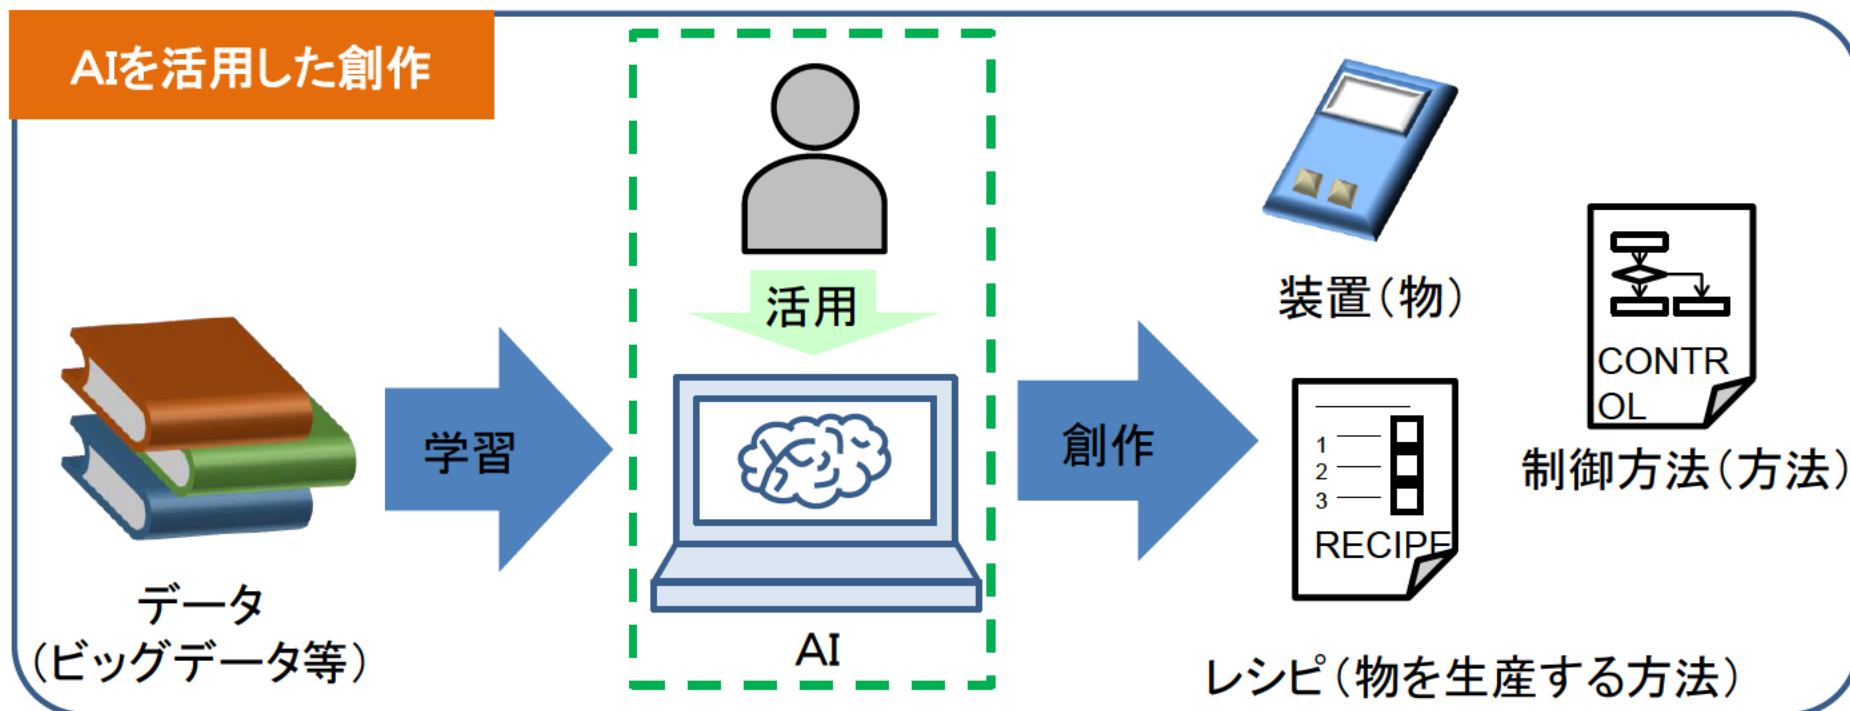 AIを活用した創作
データ
(ビッグデータ等)
学習
活用
AI
創作
装置(物)
CONTR
OL
制御方法(方法)
1
2
3
RECIPE
レシピ(物を生産する方法)